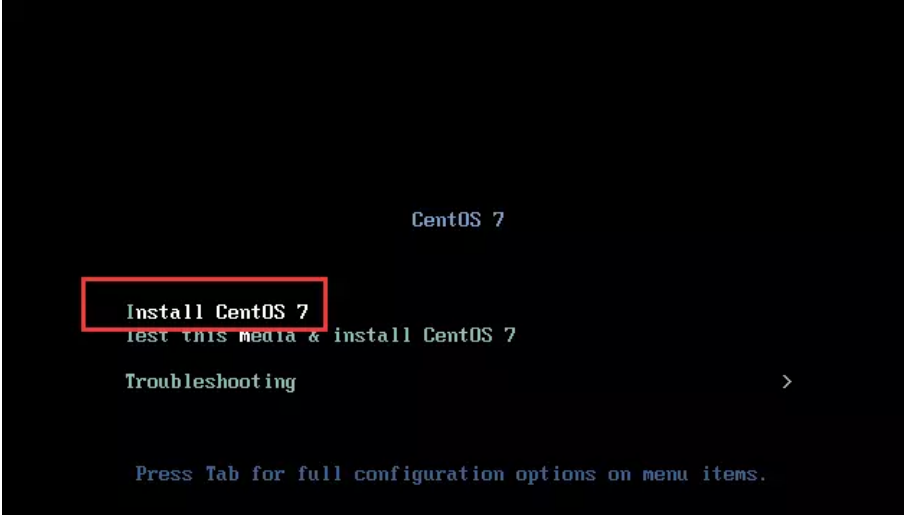 CentOS 7
Install CentOS 7
Test this media & install CentOS 7
Troubleshooting >
Press Tab for full configuration options on menu items.